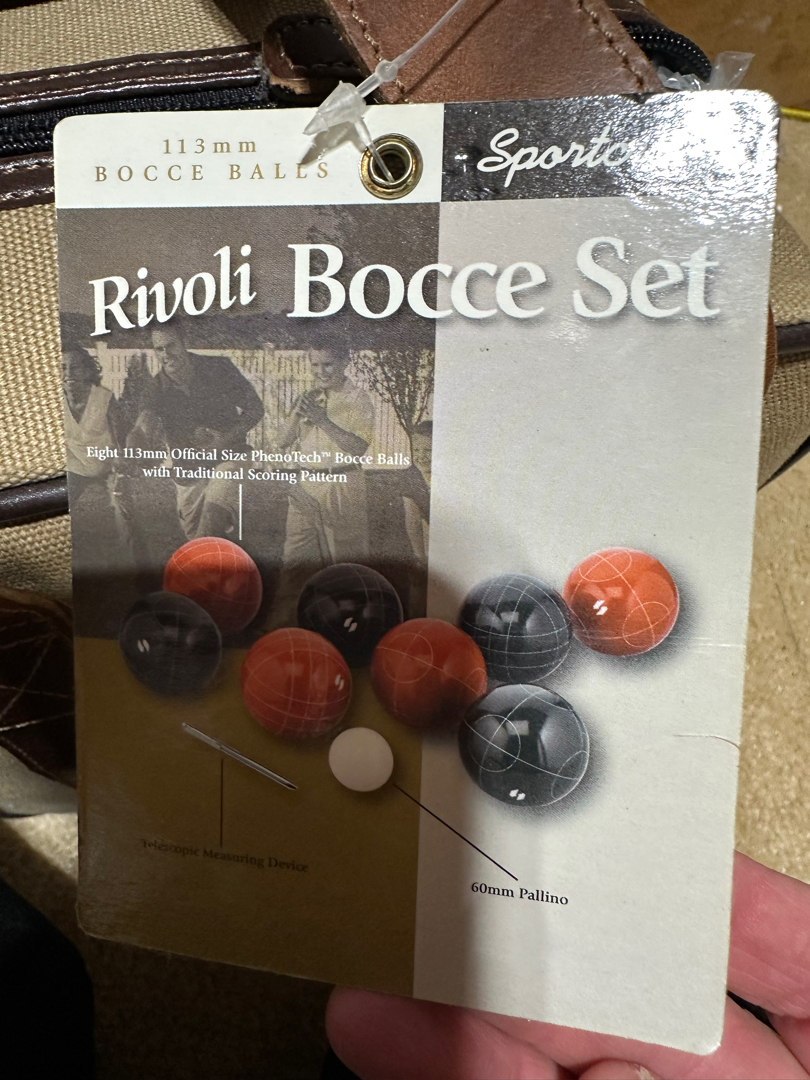 113mm
BOCCE BALLS
Rivoli Bocce Set
Eight 113mm Official Size PhenoTech™ Bocce Balls
with Traditional Scoring Pattern
Telescopic Measuring Device
60mm Pallino